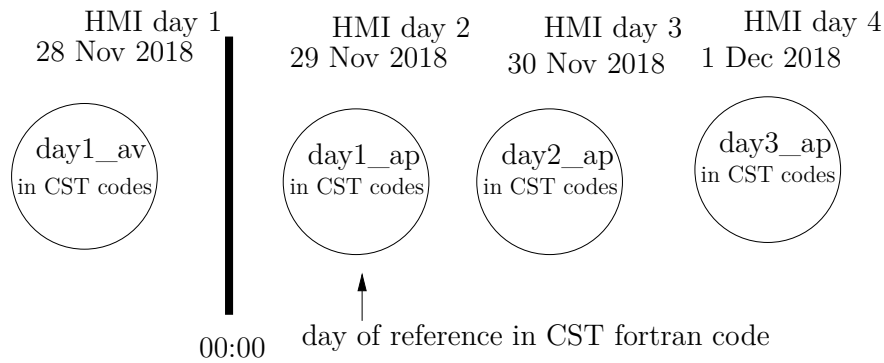 HMI day 1
28 Nov 2018
HMI day 2
29 Nov 2018
HMI day 3
30 Nov 2018
HMI day 4
1 Dec 2018
day1_av
in CST codes
day1_ap
in CST codes
day2_ap
in CST codes
day3_ap
in CST codes
00:00
day of reference in CST fortran code